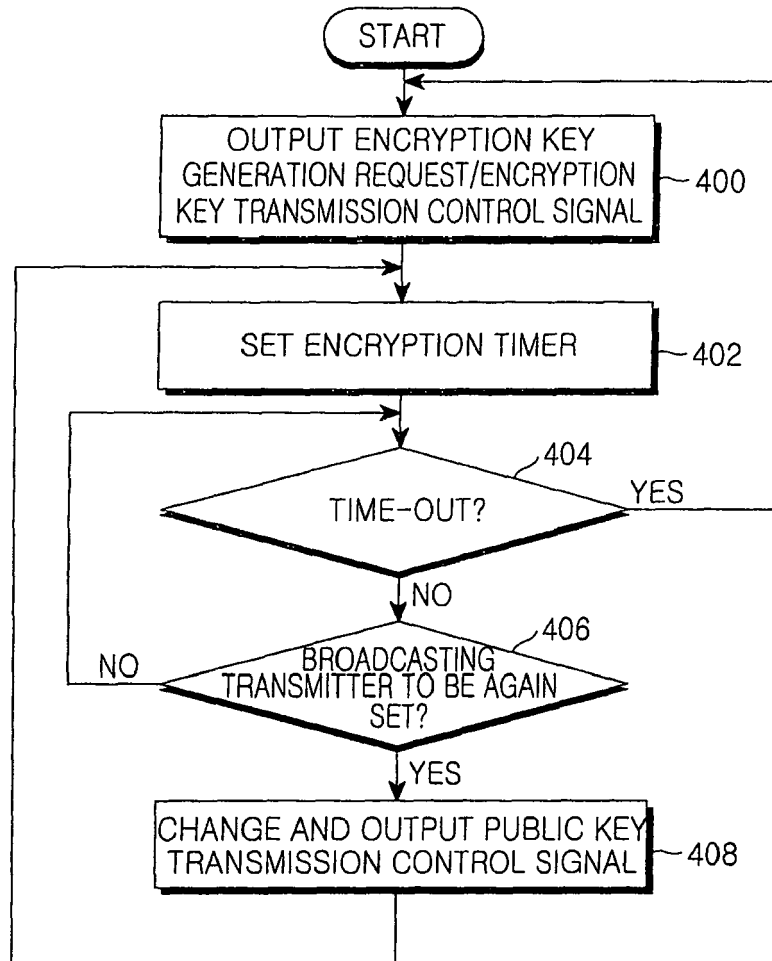 START
OUTPUT ENCRYPTION KEY
GENERATION REQUEST/ENCRYPTION
KEY TRANSMISSION CONTROL SIGNAL
400
SET ENCRYPTION TIMER
402
404
TIME-OUT?
YES
NO
406
BROADCASTING
TRANSMITTER TO BE AGAIN
SET?
NO
YES
CHANGE AND OUTPUT PUBLIC KEY
TRANSMISSION CONTROL SIGNAL
408